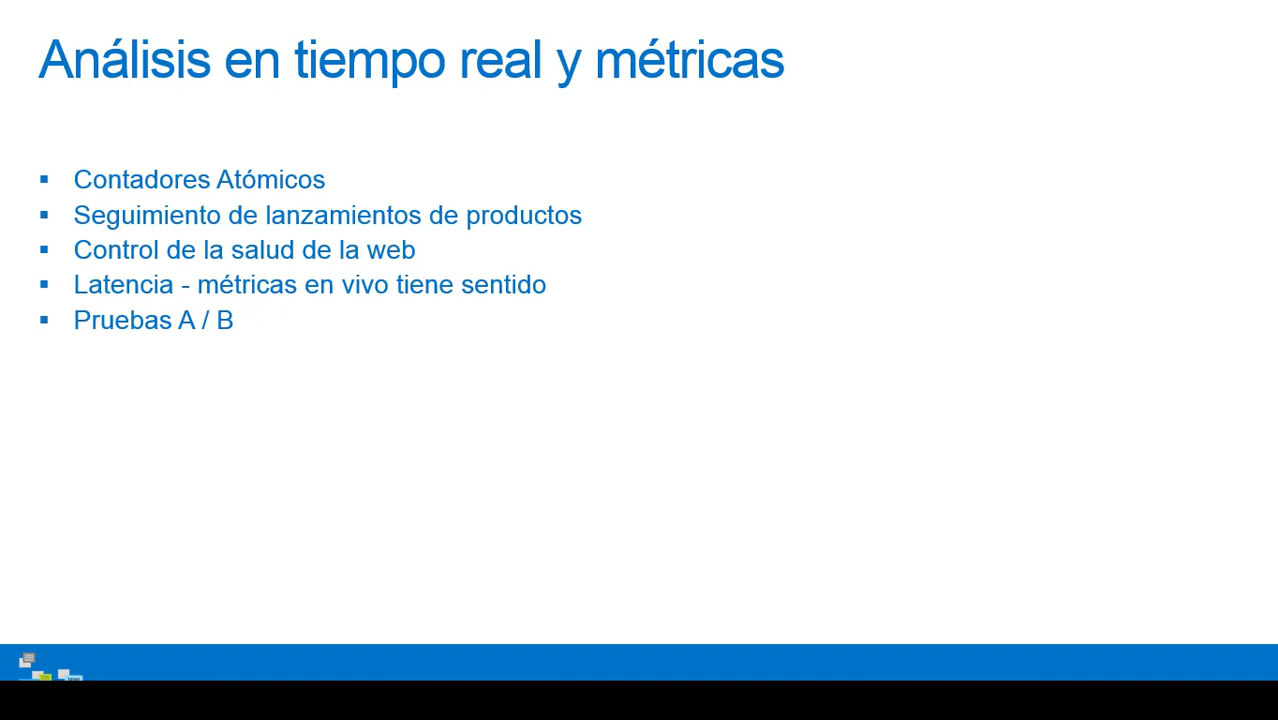 Análisis en tiempo real y métricas
▪ Contadores Atómicos
▪ Seguimiento de lanzamientos de productos
▪ Control de la salud de la web
▪ Latencia - métricas en vivo tiene sentido
▪ Pruebas A / B